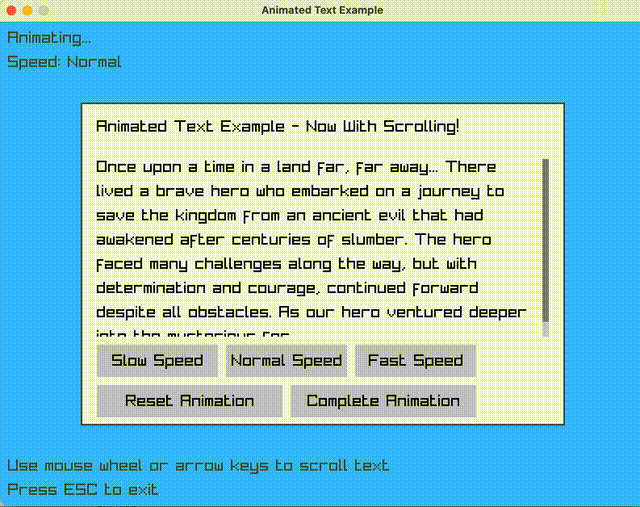 Animated Text Example
Animating...
Speed: Normal
Animated Text Example - Now With Scrolling!
Once upon a time in a land far, far away... There
lived a brave hero who embarked on a journey to
save the kingdom from an ancient evil that had
awakened after centuries of slumber. The hero
faced many challenges along the way, but with
determination and courage, continued forward
despite all obstacles. As our hero ventured deeper
into the mysterious for
Slow Speed Normal Speed Fast Speed
Reset Animation Complete Animation
Use mouse wheel or arrow keys to scroll text
Press ESC to exit